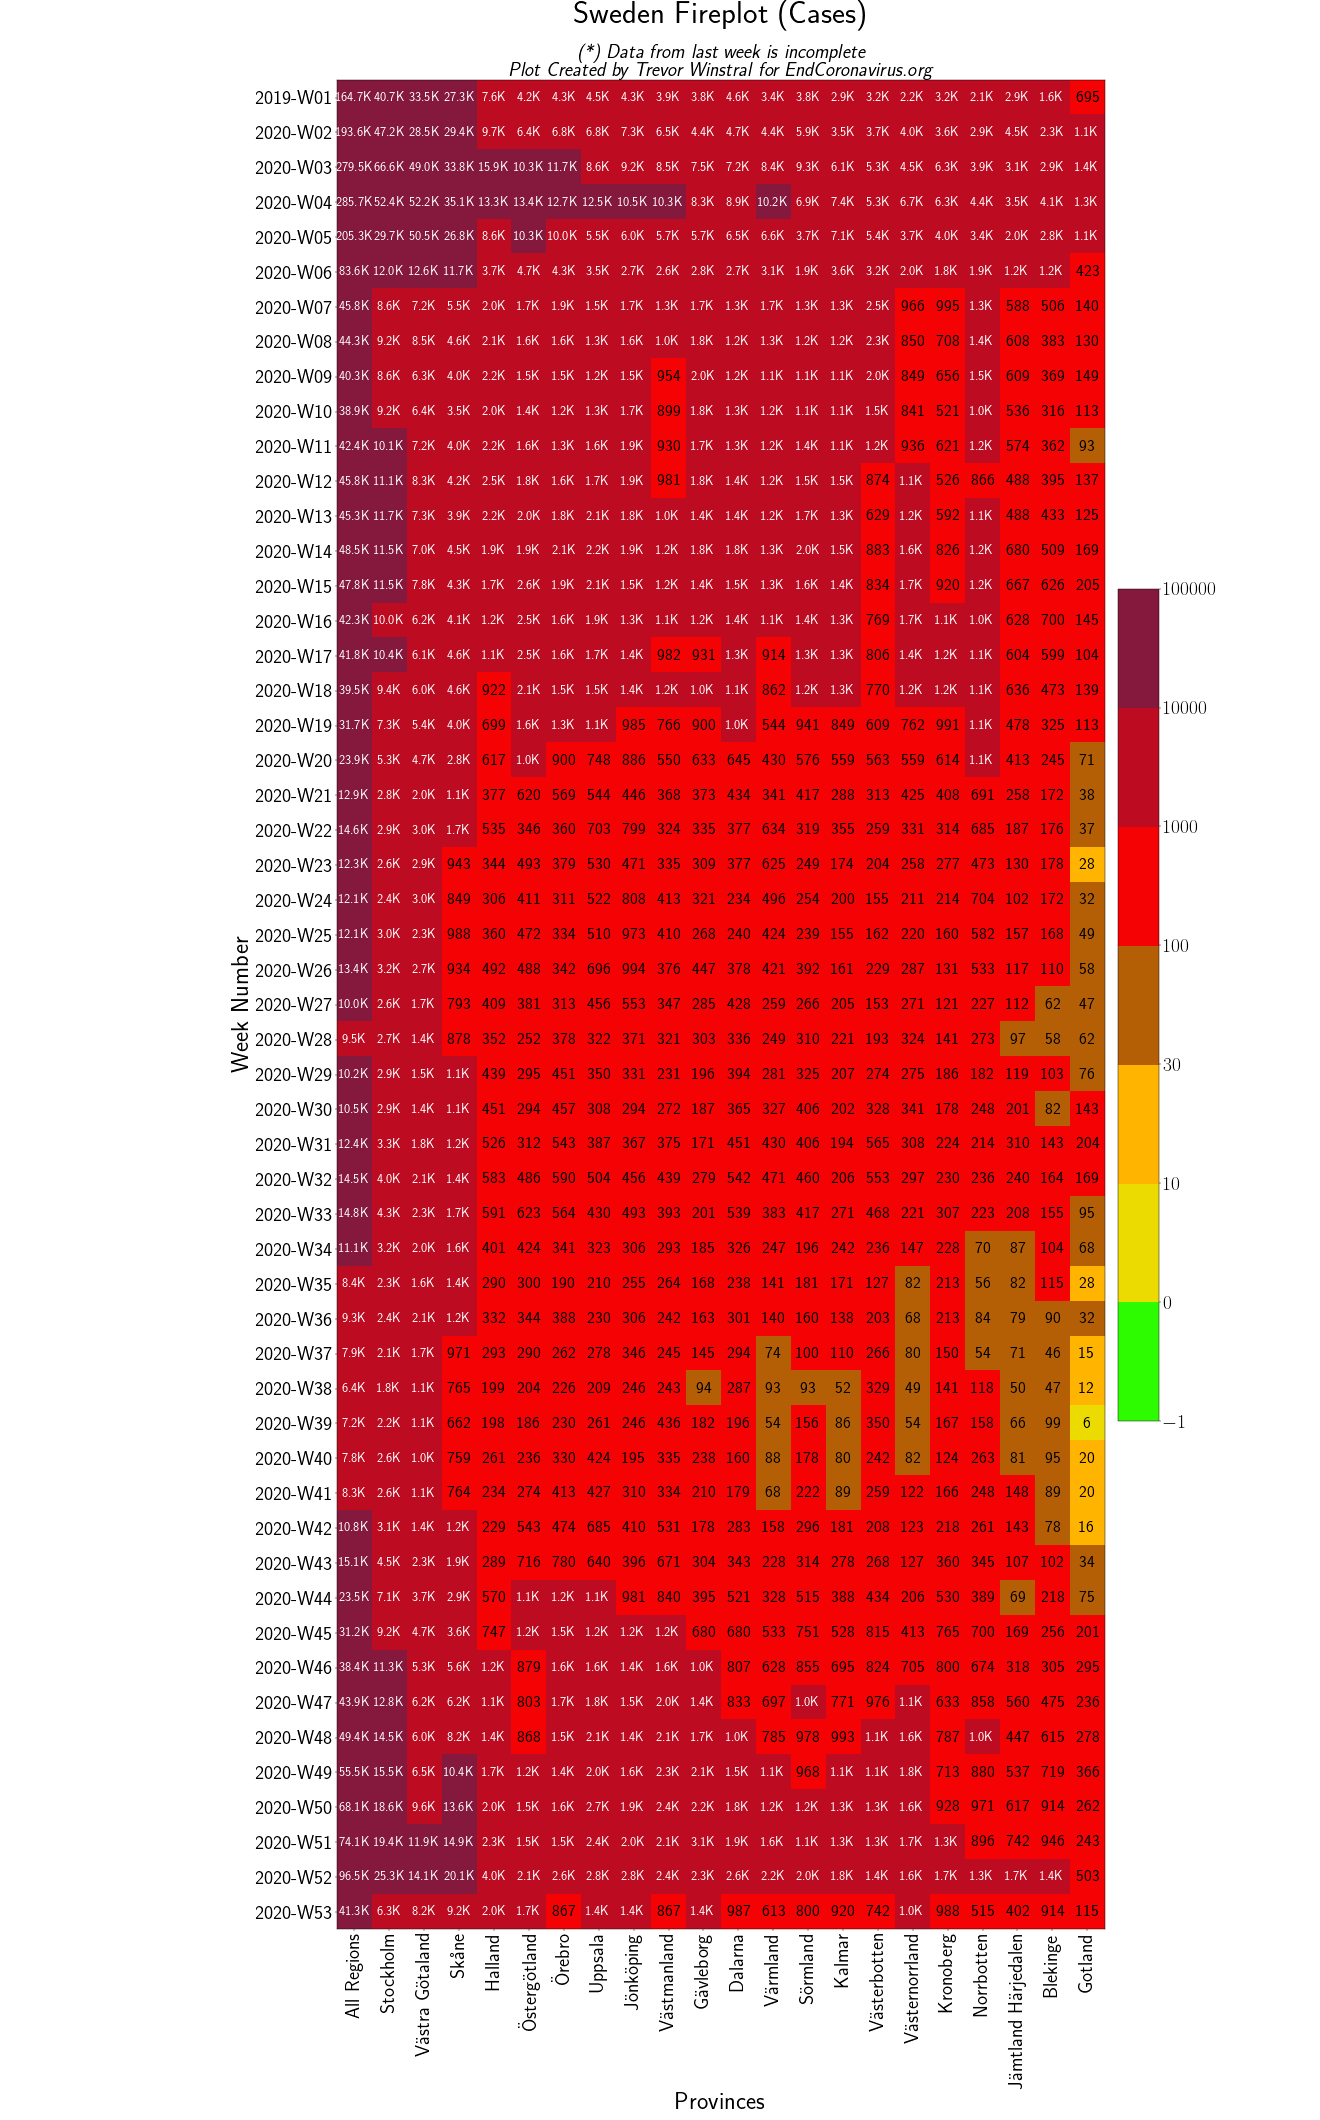 Sweden Fireplot (Cases)
(*) Data from last week is incomplete
Plot Created by Trevor Winstral for EndCoronavirus.org
2019-W01 164.7K 40.7K 33.5K 27.3K 7.6K 4.2K 4.3K 4.5K 4.3K 3.9K 3.8K 4.6K 3.4K 3.8K 2.9K 3.2K 2.2K 3.2K 2.1K 2.9K 1.6K 695
2020-W02 193.6K 47.2K 28.5K 29.4K 9.7K 6.4K 6.8K 6.8K 7.3K 6.5K 4.4K 4.7K 4.4K 5.9K 3.5K 3.7K 4.0K 3.6K 2.9K 4.5K 2.3K 1.1K
2020-W03 279.5K 66.6K 49.0K 33.8K 15.9K 10.3K 11.7K 8.6K 9.2K 8.5K 7.5K 7.2K 8.4K 9.3K 6.1K 5.3K 4.5K 6.3K 3.9K 3.1K 2.9K 1.4K
2020-W04 285.7K 52.4K 52.2K 35.1K 13.3K 13.4K 12.7K 12.5K 10.5K 10.3K 8.3K 8.9K 10.2K 6.9K 7.4K 5.3K 6.7K 6.3K 4.4K 3.5K 4.1K 1.3K
2020-W05 205.3K 29.7K 50.5K 26.8K 8.6K 10.3K 10.0K 5.5K 6.0K 5.7K 5.7K 6.5K 6.6K 3.7K 7.1K 5.4K 3.7K 4.0K 3.4K 2.0K 2.8K 1.1K
2020-W06 83.6K 12.0K 12.6K 11.7K 3.7K 4.7K 4.3K 3.5K 2.7K 2.6K 2.8K 2.7K 3.1K 1.9K 3.6K 3.2K 2.0K 1.8K 1.9K 1.2K 1.2K 423
2020-W07 45.8K 8.6K 7.2K 5.5K 2.0K 1.7K 1.9K 1.5K 1.7K 1.3K 1.7K 1.3K 1.7K 1.3K 1.3K 2.5K 966 995 1.3K 588 506 140
2020-W08 44.3K 9.2K 8.5K 4.6K 2.1K 1.6K 1.6K 1.3K 1.6K 1.0K 1.8K 1.2K 1.3K 1.2K 1.2K 2.3K 850 708 1.4K 608 383 130
2020-W09 40.3K 8.6K 6.3K 4.0K 2.2K 1.5K 1.5K 1.2K 1.5K 954 2.0K 1.2K 1.1K 1.1K 1.1K 2.0K 849 656 1.5K 609 369 149
2020-W10 38.9K 9.2K 6.4K 3.5K 2.0K 1.4K 1.2K 1.3K 1.7K 899 1.8K 1.3K 1.2K 1.1K 1.1K 1.5K 841 521 1.0K 536 316 113
2020-W11 42.4K 10.1K 7.2K 4.0K 2.2K 1.6K 1.3K 1.6K 1.9K 930 1.7K 1.3K 1.2K 1.4K 1.1K 1.2K 936 621 1.2K 574 362 93
2020-W12 45.8K 11.1K 8.3K 4.2K 2.5K 1.8K 1.6K 1.7K 1.9K 981 1.8K 1.4K 1.2K 1.5K 1.5K 874 1.1K 526 866 488 395 137
2020-W13 45.3K 11.7K 7.3K 3.9K 2.2K 2.0K 1.8K 2.1K 1.8K 1.0K 1.4K 1.4K 1.2K 1.7K 1.3K 629 1.2K 592 1.1K 488 433 125
2020-W14 48.5K 11.5K 7.0K 4.5K 1.9K 1.9K 2.1K 2.2K 1.9K 1.2K 1.8K 1.8K 1.3K 2.0K 1.5K 883 1.6K 826 1.2K 680 509 169
2020-W15 47.8K 11.5K 7.8K 4.3K 1.7K 2.6K 1.9K 2.1K 1.5K 1.2K 1.4K 1.5K 1.3K 1.6K 1.4K 834 1.7K 920 1.2K 667 626 205
2020-W16 42.3K 10.0K 6.2K 4.1K 1.2K 2.5K 1.6K 1.9K 1.3K 1.1K 1.2K 1.4K 1.1K 1.4K 1.3K 769 1.7K 1.1K 1.0K 628 700 145
2020-W17 41.8K 10.4K 6.1K 4.6K 1.1K 2.5K 1.6K 1.7K 1.4K 982 931 1.3K 914 1.3K 1.3K 806 1.4K 1.2K 1.1K 604 599 104
2020-W18 39.5K 9.4K 6.0K 4.6K 922 2.1K 1.5K 1.5K 1.4K 1.2K 1.0K 1.1K 862 1.2K 1.3K 770 1.2K 1.2K 1.1K 636 473 139
2020-W19 31.7K 7.3K 5.4K 4.0K 699 1.6K 1.3K 1.1K 985 766 900 1.0K 544 941 849 609 762 991 1.1K 478 325 113
2020-W20 23.9K 5.3K 4.7K 2.8K 617 1.0K 900 748 886 550 633 645 430 576 559 563 559 614 1.1K 413 245 71
2020-W21 12.9K 2.8K 2.0K 1.1K 377 620 569 544 446 368 373 434 341 417 288 313 425 408 691 258 172 38
2020-W22 14.6K 2.9K 3.0K 1.7K 535 346 360 703 799 324 335 377 634 319 355 259 331 314 685 187 176 37
2020-W23 12.3K 2.6K 2.9K 943 344 493 379 530 471 335 309 377 625 249 174 204 258 277 473 130 178 28
2020-W24 12.1K 2.4K 3.0K 849 306 411 311 522 808 413 321 234 496 254 200 155 211 214 704 102 172 32
2020-W25 12.1K 3.0K 2.3K 988 360 472 334 510 973 410 268 240 424 239 155 162 220 160 582 157 168 49
2020-W26 13.4K 3.2K 2.7K 934 492 488 342 696 994 376 447 378 421 392 161 229 287 131 533 117 110 58
2020-W27 10.0K 2.6K 1.7K 793 409 381 313 456 553 347 285 428 259 266 205 153 271 121 227 112 62 47
2020-W28 9.5K 2.7K 1.4K 878 352 252 378 322 371 321 303 336 249 310 221 193 324 141 273 97 58 62
2020-W29 10.2K 2.9K 1.5K 1.1K 439 295 451 350 331 231 196 394 281 325 207 274 275 186 182 119 103 76
2020-W30 10.5K 2.9K 1.4K 1.1K 451 294 457 308 294 272 187 365 327 406 202 328 341 178 248 201 82 143
2020-W31 12.4K 3.3K 1.8K 1.2K 526 312 543 387 367 375 171 451 430 406 194 565 308 224 214 310 143 204
2020-W32 14.5K 4.0K 2.1K 1.4K 583 486 590 504 456 439 279 542 471 460 206 553 297 230 236 240 164 169
2020-W33 14.8K 4.3K 2.3K 1.7K 591 623 564 430 493 393 201 539 383 417 271 468 221 307 223 208 155 95
2020-W34 11.1K 3.2K 2.0K 1.6K 401 424 341 323 306 293 185 326 247 196 242 236 147 228 70 87 104 68
2020-W35 8.4K 2.3K 1.6K 1.4K 290 300 190 210 255 264 168 238 141 181 171 127 82 213 56 82 115 28
2020-W36 9.3K 2.4K 2.1K 1.2K 332 344 388 230 306 242 163 301 140 160 138 203 68 213 84 79 90 32
2020-W37 7.9K 2.1K 1.7K 971 293 290 262 278 346 245 145 294 74 100 110 266 80 150 54 71 46 15
2020-W38 6.4K 1.8K 1.1K 765 199 204 226 209 246 243 94 287 93 93 52 329 49 141 118 50 47 12
2020-W39 7.2K 2.2K 1.1K 662 198 186 230 261 246 436 182 196 54 156 86 350 54 167 158 66 99 6
2020-W40 7.8K 2.6K 1.0K 759 261 236 330 424 195 335 238 160 88 178 80 242 82 124 263 81 95 20
2020-W41 8.3K 2.6K 1.1K 764 234 274 413 427 310 334 210 179 68 222 89 259 122 166 248 148 89 20
2020-W42 10.8K 3.1K 1.4K 1.2K 229 543 474 685 410 531 178 283 158 296 181 208 123 218 261 143 78 16
2020-W43 15.1K 4.5K 2.3K 1.9K 289 716 780 640 396 671 304 343 228 314 278 268 127 360 345 107 102 34
2020-W44 23.5K 7.1K 3.7K 2.9K 570 1.1K 1.2K 1.1K 981 840 395 521 328 515 388 434 206 530 389 69 218 75
2020-W45 31.2K 9.2K 4.7K 3.6K 747 1.2K 1.5K 1.2K 1.2K 1.2K 680 680 533 751 528 815 413 765 700 169 256 201
2020-W46 38.4K 11.3K 5.3K 5.6K 1.2K 879 1.6K 1.6K 1.4K 1.6K 1.0K 807 628 855 695 824 705 800 674 318 305 295
2020-W47 43.9K 12.8K 6.2K 6.2K 1.1K 803 1.7K 1.8K 1.5K 2.0K 1.4K 833 697 1.0K 771 976 1.1K 633 858 560 475 236
2020-W48 49.4K 14.5K 6.0K 8.2K 1.4K 868 1.5K 2.1K 1.4K 2.1K 1.7K 1.0K 785 978 993 1.1K 1.6K 787 1.0K 447 615 278
2020-W49 55.5K 15.5K 6.5K 10.4K 1.7K 1.2K 1.4K 2.0K 1.6K 2.3K 2.1K 1.5K 1.1K 968 1.1K 1.1K 1.8K 713 880 537 719 366
2020-W50 68.1K 18.6K 9.6K 13.6K 2.0K 1.5K 1.6K 2.7K 1.9K 2.4K 2.2K 1.8K 1.2K 1.2K 1.3K 1.3K 1.6K 928 971 617 914 262
2020-W51 74.1K 19.4K 11.9K 14.9K 2.3K 1.5K 1.5K 2.4K 2.0K 2.1K 3.1K 1.9K 1.6K 1.1K 1.3K 1.3K 1.7K 1.3K 896 742 946 243
2020-W52 96.5K 25.3K 14.1K 20.1K 4.0K 2.1K 2.6K 2.8K 2.8K 2.4K 2.3K 2.6K 2.2K 2.0K 1.8K 1.4K 1.6K 1.7K 1.3K 1.7K 1.4K 503
2020-W53 41.3K 6.3K 8.2K 9.2K 2.0K 1.7K 867 1.4K 1.4K 867 1.4K 987 613 800 920 742 1.0K 988 515 402 914 115
Week Number
All Regions
Stockholm
Västra Götaland
Skåne
Halland
Östergötland
Örebro
Uppsala
Jönköping
Västmanland
Gävleborg
Dalarna
Värmland
Sörmland
Kalmar
Västerbotten
Västernorrland
Kronoberg
Norrbotten
Jämtland Härjedalen
Blekinge
Gotland
Provinces
100000
10000
1000
100
30
10
0
−1